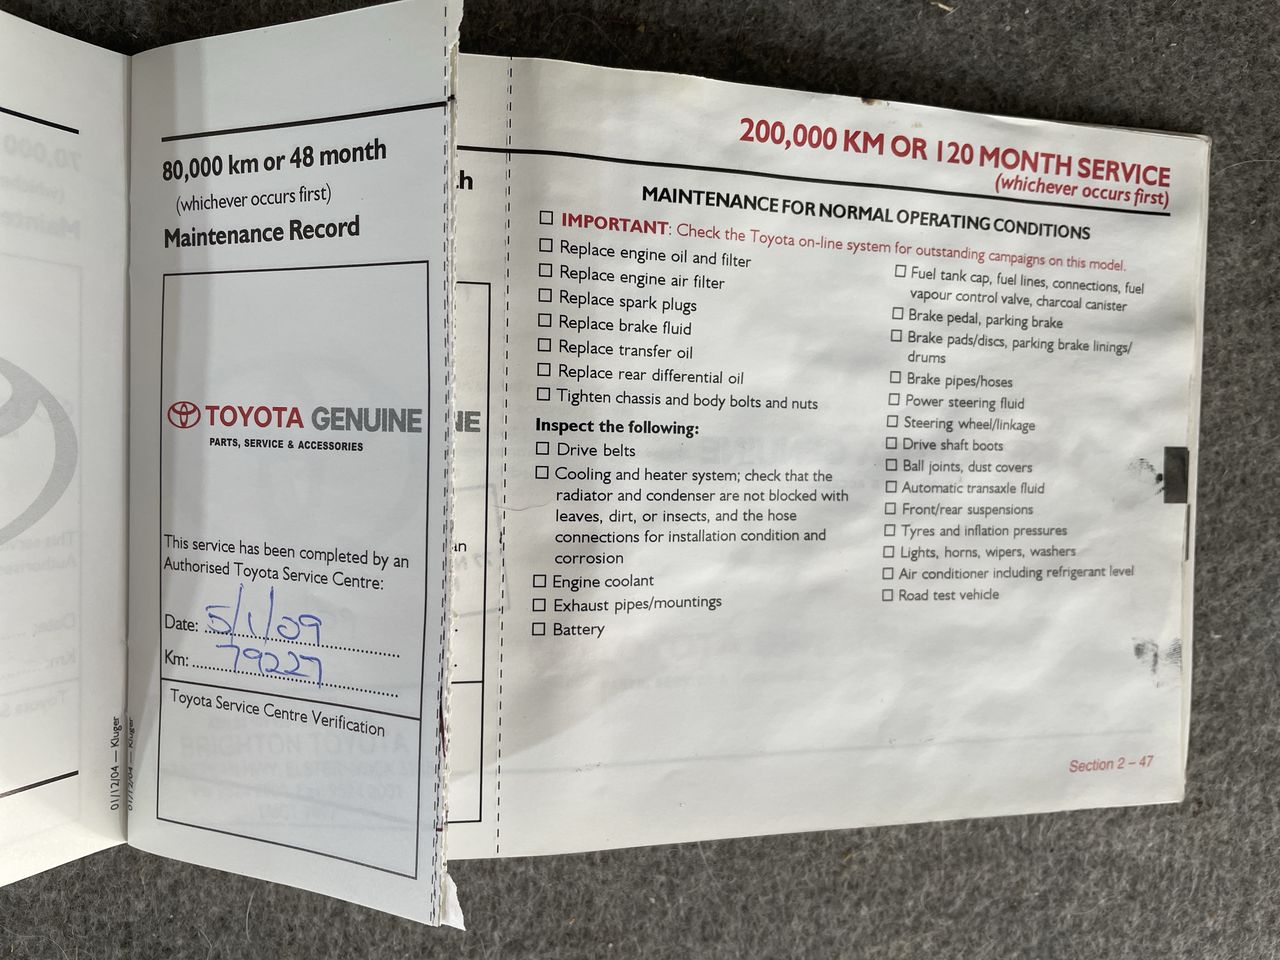 80,000 km or 48 month
(whichever occurs first)
Maintenance Record
TOYOTA GENUINE
PARTS, SERVICE & ACCESSORIES
This service has been completed by an
Authorised Toyota Service Centre:
Date: 5/1/09
Km: 79227
Toyota Service Centre Verification
01/12/04 — Kluger
01/12/04 — Kluger
th
NE
an
200,000 KM OR 120 MONTH SERVICE
(whichever occurs first)
MAINTENANCE FOR NORMAL OPERATING CONDITIONS
IMPORTANT: Check the Toyota on-line system for outstanding campaigns on this model.
Replace engine oil and filter
Replace engine air filter
Replace spark plugs
Replace brake fluid
Replace transfer oil
Replace rear differential oil
Tighten chassis and body bolts and nuts
Inspect the following:
Drive belts
Cooling and heater system; check that the
radiator and condenser are not blocked with
leaves, dirt, or insects, and the hose
connections for installation condition and
corrosion
Engine coolant
Exhaust pipes/mountings
Battery
Fuel tank cap, fuel lines, connections, fuel
vapour control valve, charcoal canister
Brake pedal, parking brake
Brake pads/discs, parking brake linings/
drums
Brake pipes/hoses
Power steering fluid
Steering wheel/linkage
Drive shaft boots
Ball joints, dust covers
Automatic transaxle fluid
Front/rear suspensions
Tyres and inflation pressures
Lights, horns, wipers, washers
Air conditioner including refrigerant level
Road test vehicle
Section 2 – 47